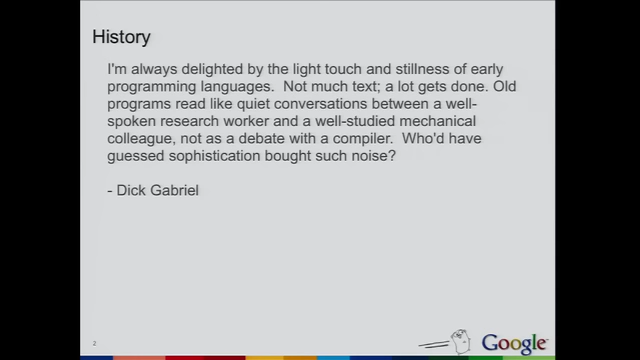 History
I'm always delighted by the light touch and stillness of early
programming languages.  Not much text; a lot gets done. Old
programs read like quiet conversations between a well-
spoken research worker and a well-studied mechanical
colleague, not as a debate with a compiler.  Who'd have
guessed sophistication bought such noise?
- Dick Gabriel
2
Google